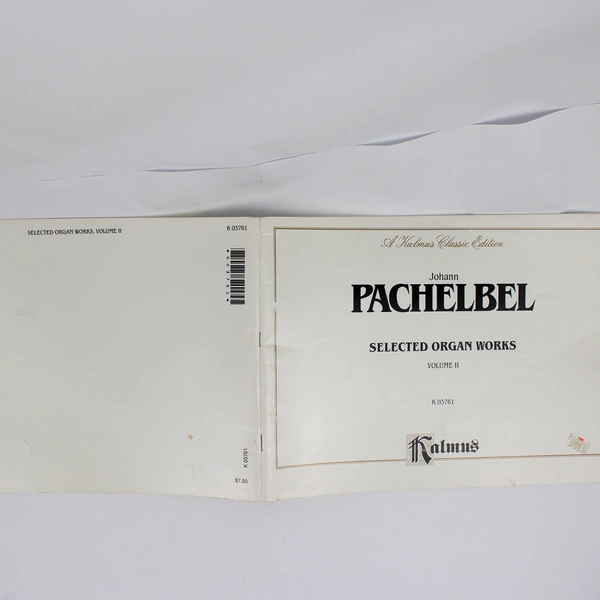 SELECTED ORGAN WORKS, VOLUME II
K 03761
*K03761*
K 03761
$7.50
A Kalmus Classic Edition
Johann
PACHELBEL
SELECTED ORGAN WORKS
VOLUME II
K 03761
Kalmus